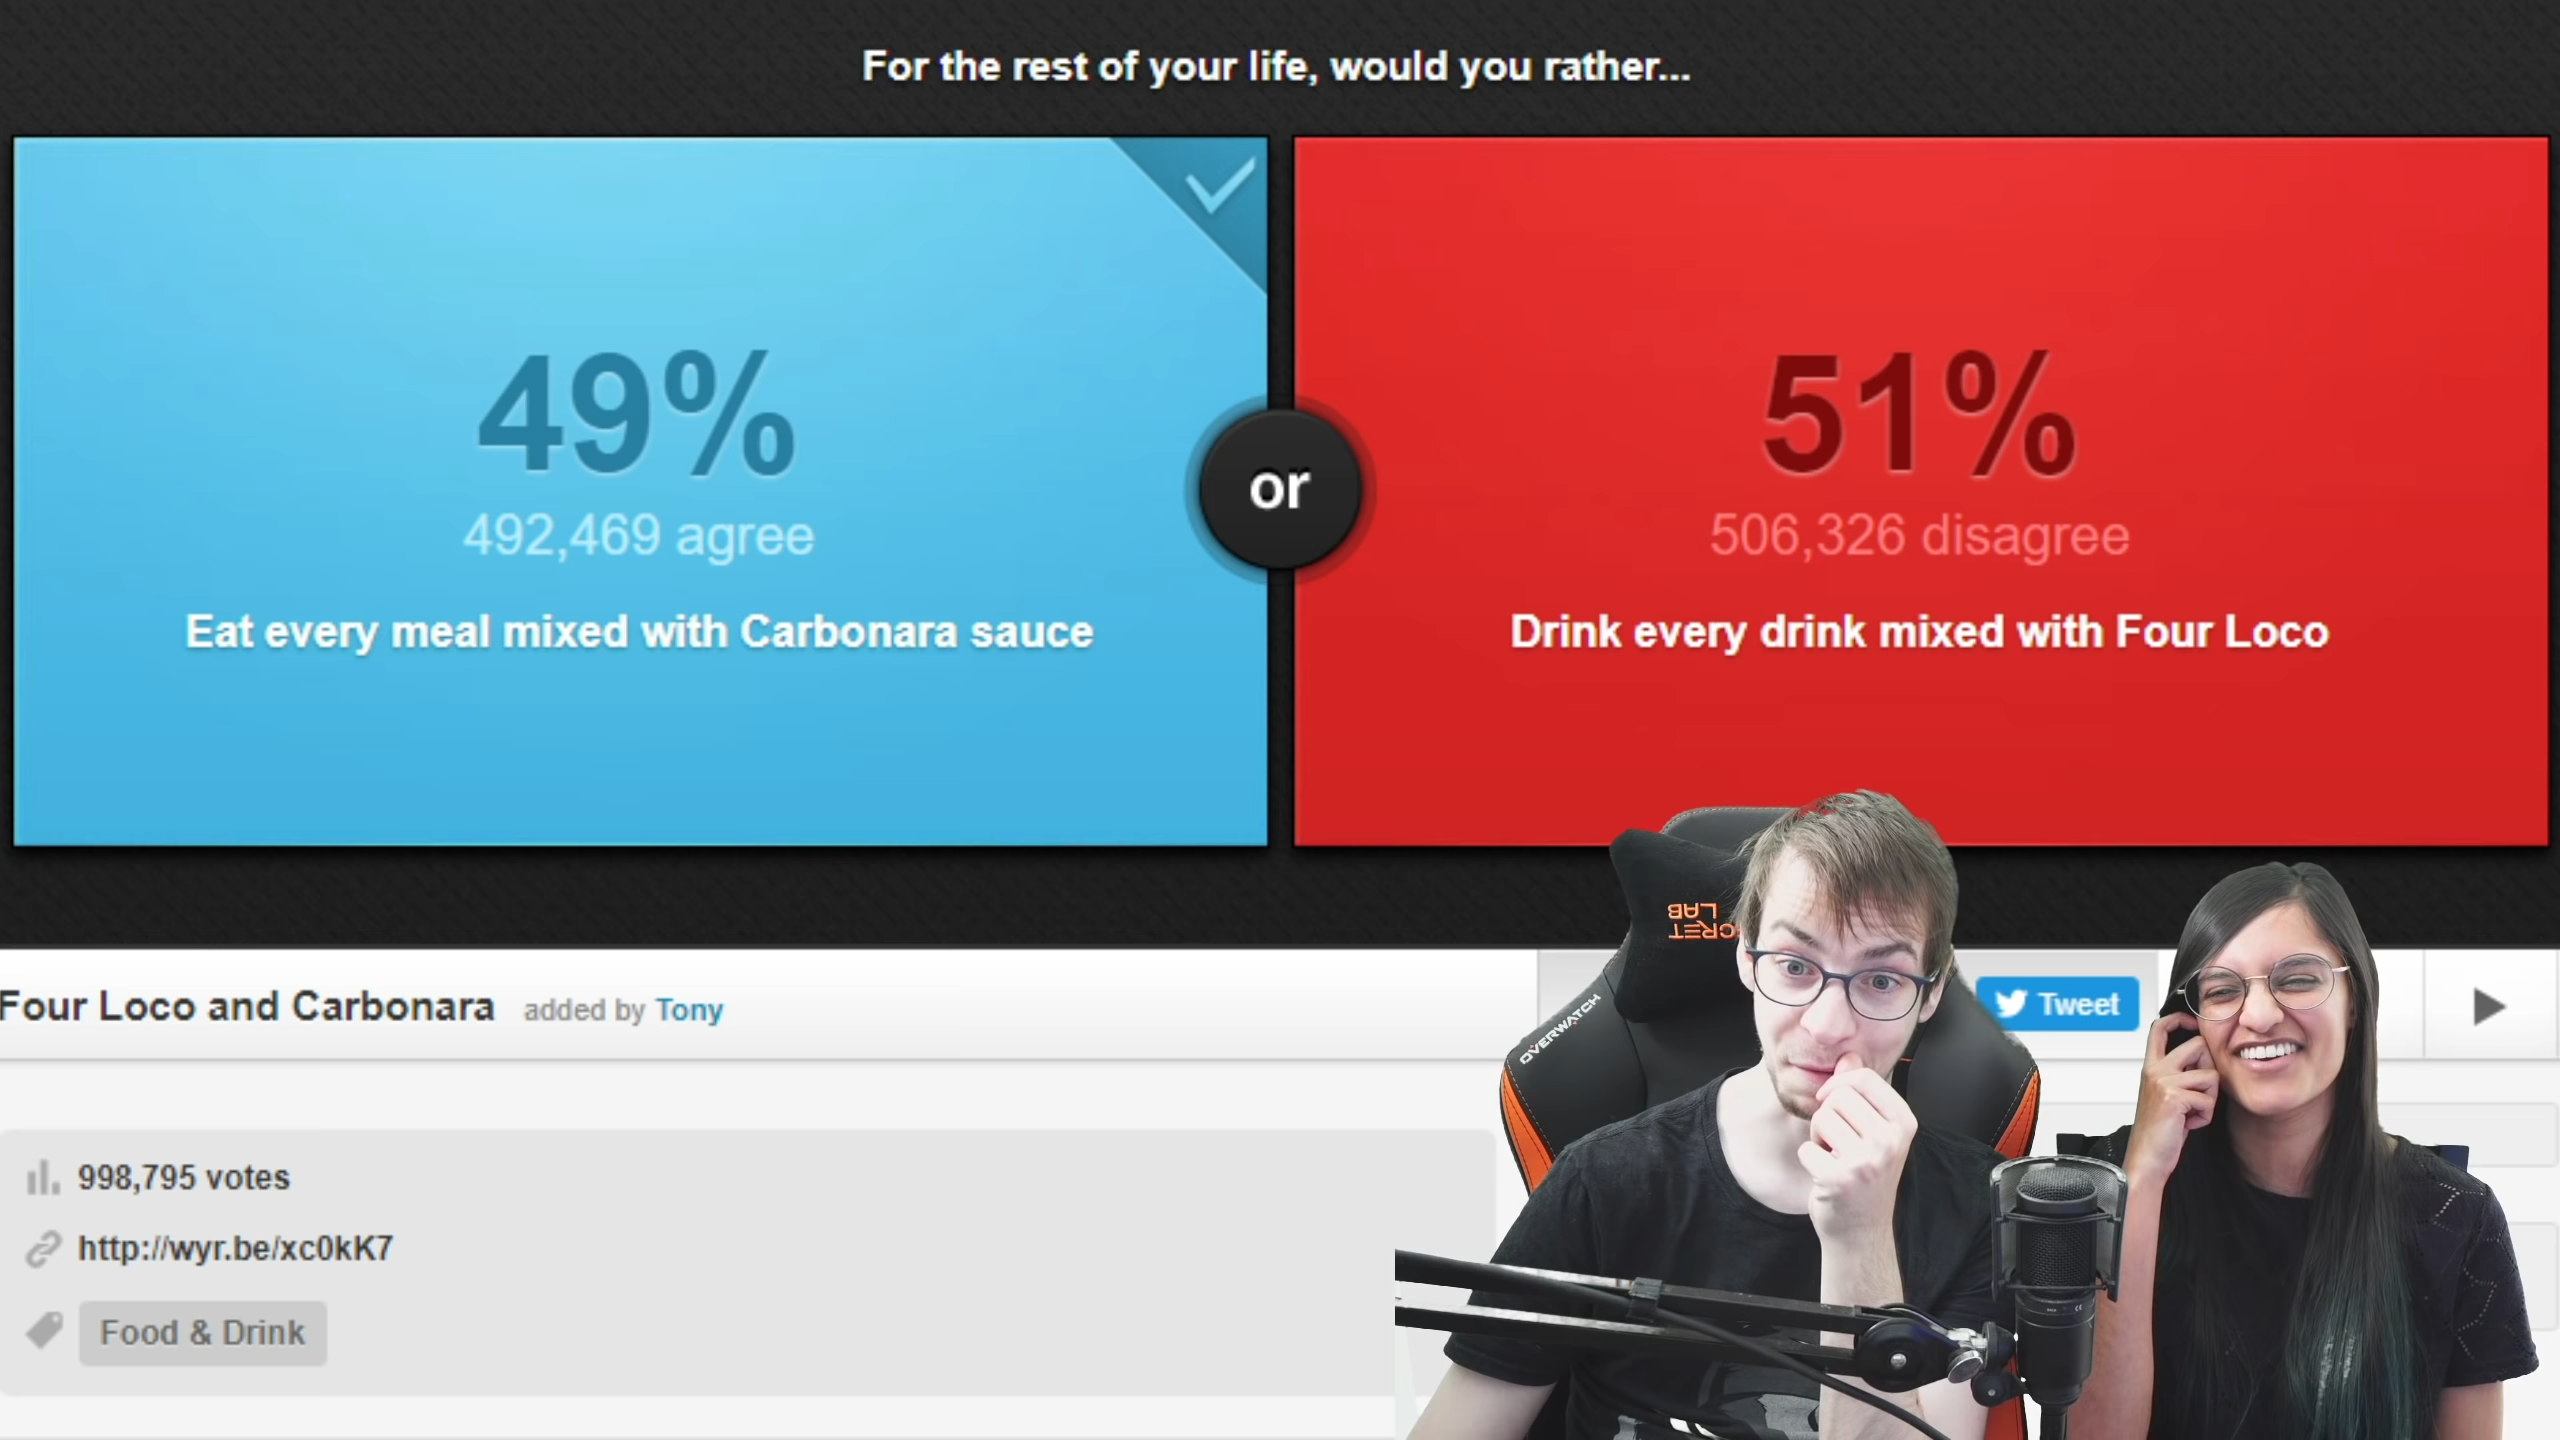 For the rest of your life, would you rather...
49%
492,469 agree
Eat every meal mixed with Carbonara sauce
or
51%
506,326 disagree
Drink every drink mixed with Four Loco
Four Loco and Carbonara added by Tony
Tweet
998,795 votes
http://wyr.be/xc0kK7
Food & Drink
OVERWATCH
LAB